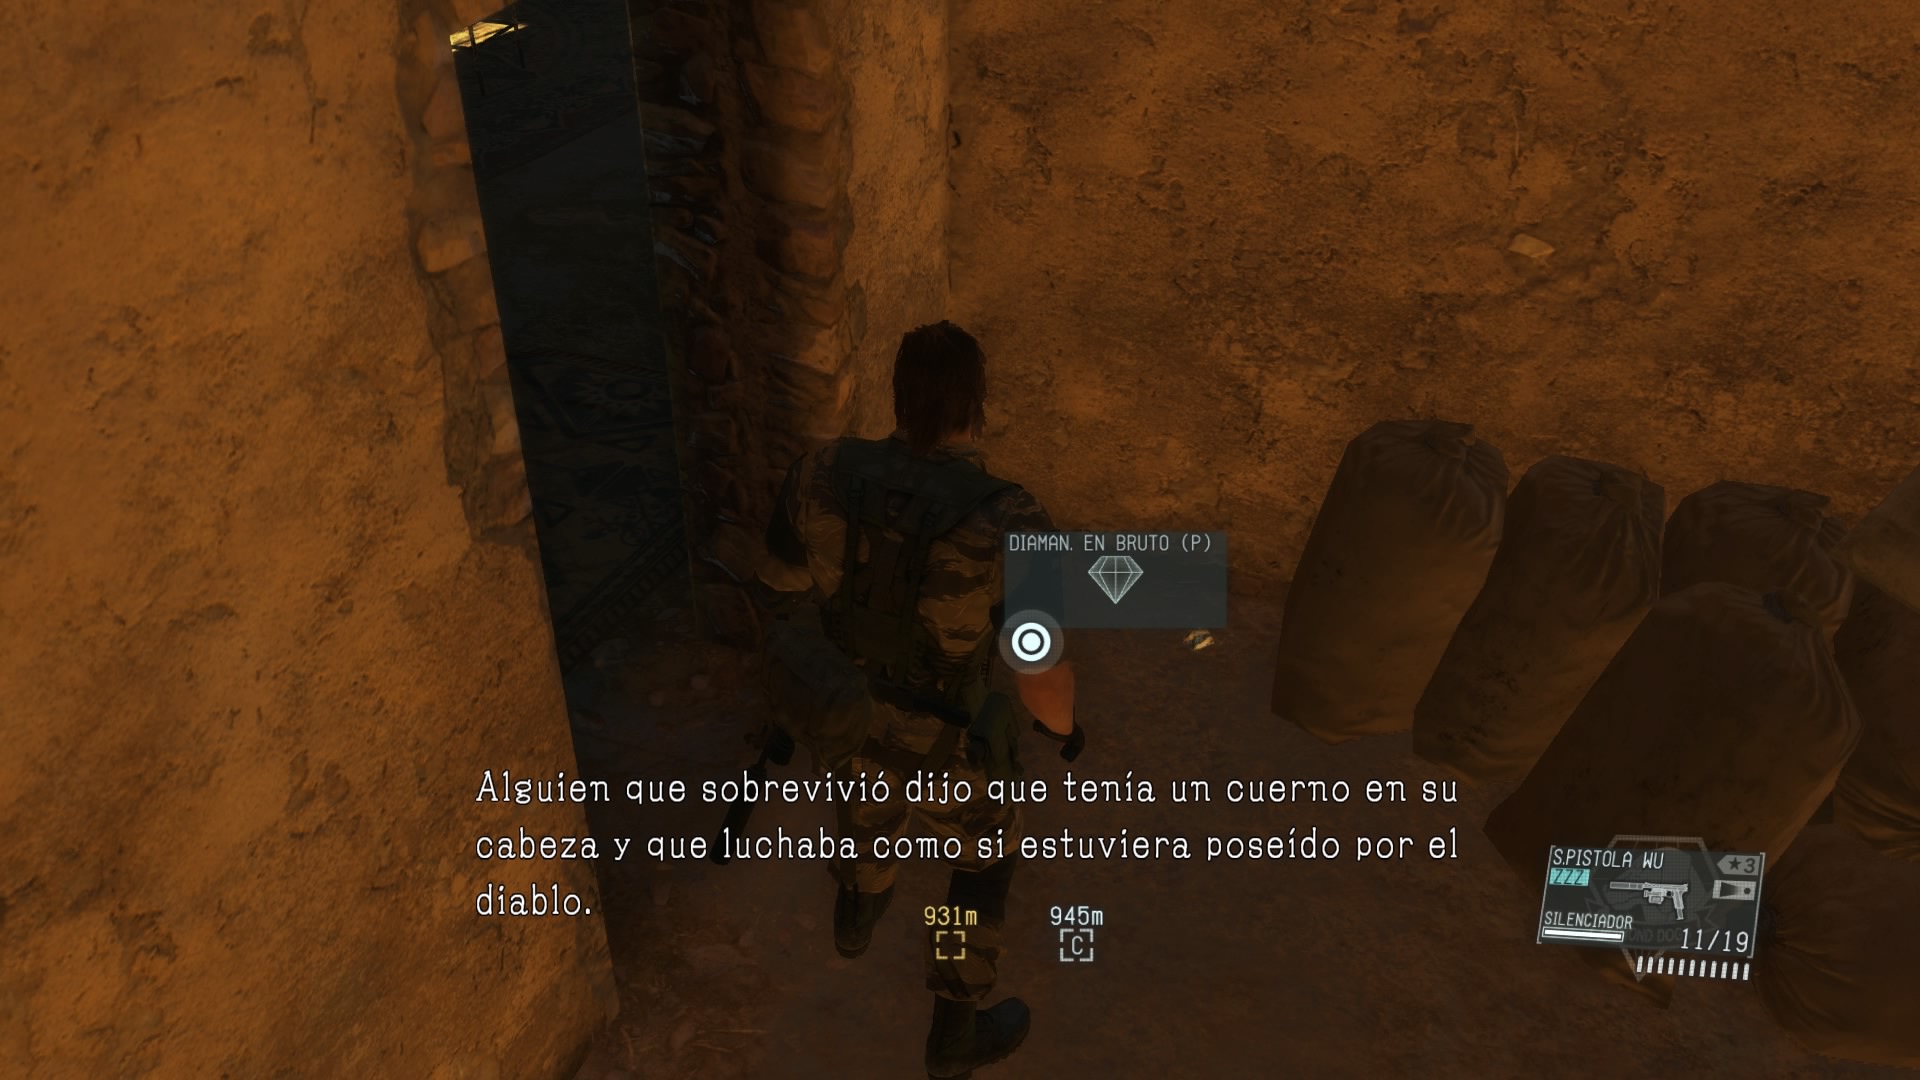 DIAMAN. EN BRUTO (P)
Alguien que sobrevivió dijo que tenía un cuerno en su
cabeza y que luchaba como si estuviera poseído por el
diablo.
931m
945m
C
S.PISTOLA WU
★3
ZZZ
SILENCIADOR
11/19